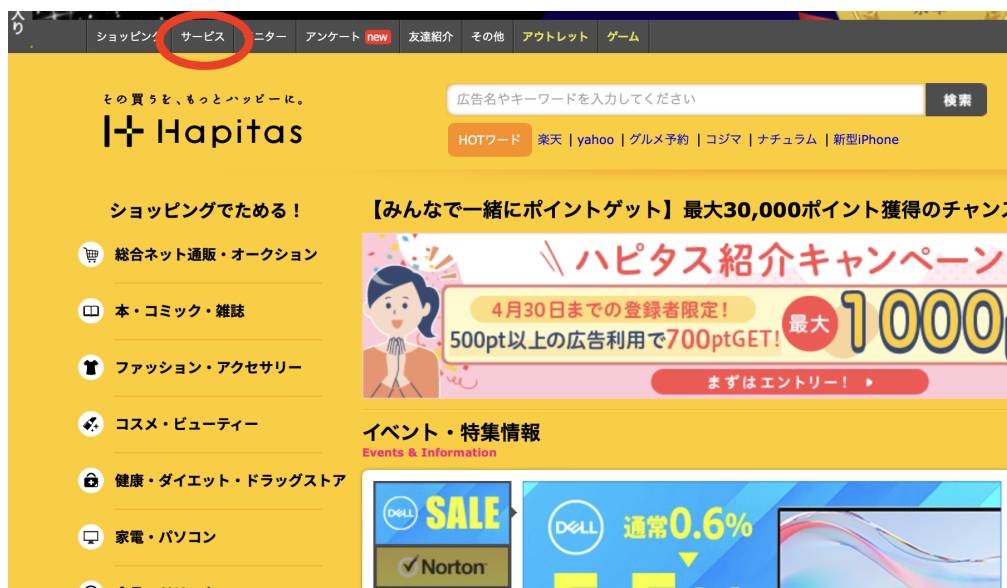 入り
ショッピング サービス ニター アンケート new 友達紹介 その他 アウトレット ゲーム
その買うを、もっとハッピーに。
Hapitas
広告名やキーワードを入力してください 検索
HOTワード 楽天 | yahoo | グルメ予約 | コジマ | ナチュラム | 新型iPhone
ショッピングでためる！
総合ネット通販・オークション
本・コミック・雑誌
ファッション・アクセサリー
コスメ・ビューティー
健康・ダイエット・ドラッグストア
家電・パソコン
【みんなで一緒にポイントゲット】最大30,000ポイント獲得のチャンス
ハピタス紹介キャンペーン
4月30日までの登録者限定！
500pt以上の広告利用で700ptGET！
最大1000
まずはエントリー！
イベント・特集情報
Events & Information
DELL SALE
Norton
DELL 通常0.6%